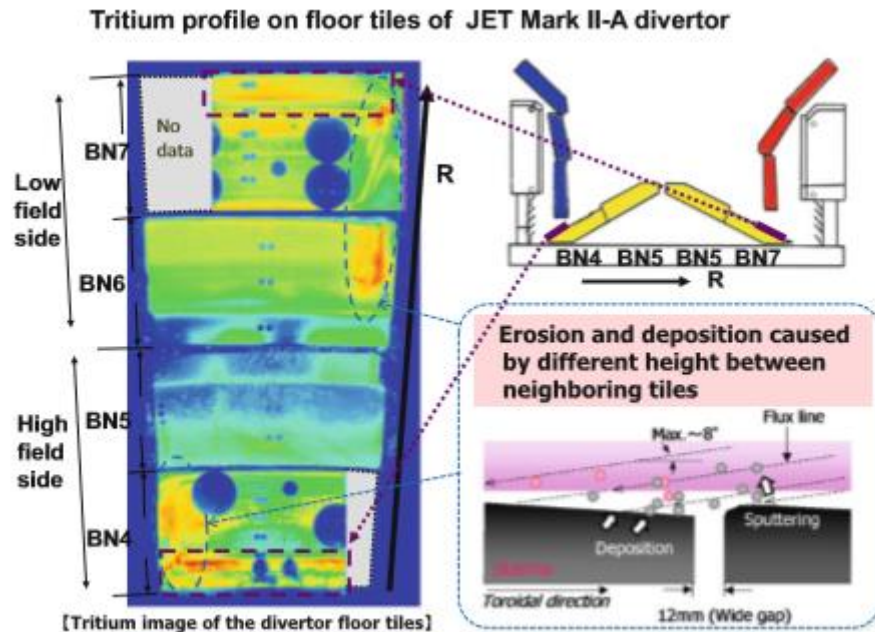 Tritium profile on floor tiles of JET Mark II-A divertor
No
data
BN7
Low
field
side
BN6
BN5
High
field
side
BN4
R
BN4 BN5 BN5 BN7
R
Erosion and deposition caused
by different height between
neighboring tiles
Flux line
Max.~8°
Sputtering
Deposition
Toroidal direction
12mm (Wide gap)
[Tritium image of the divertor floor tiles]